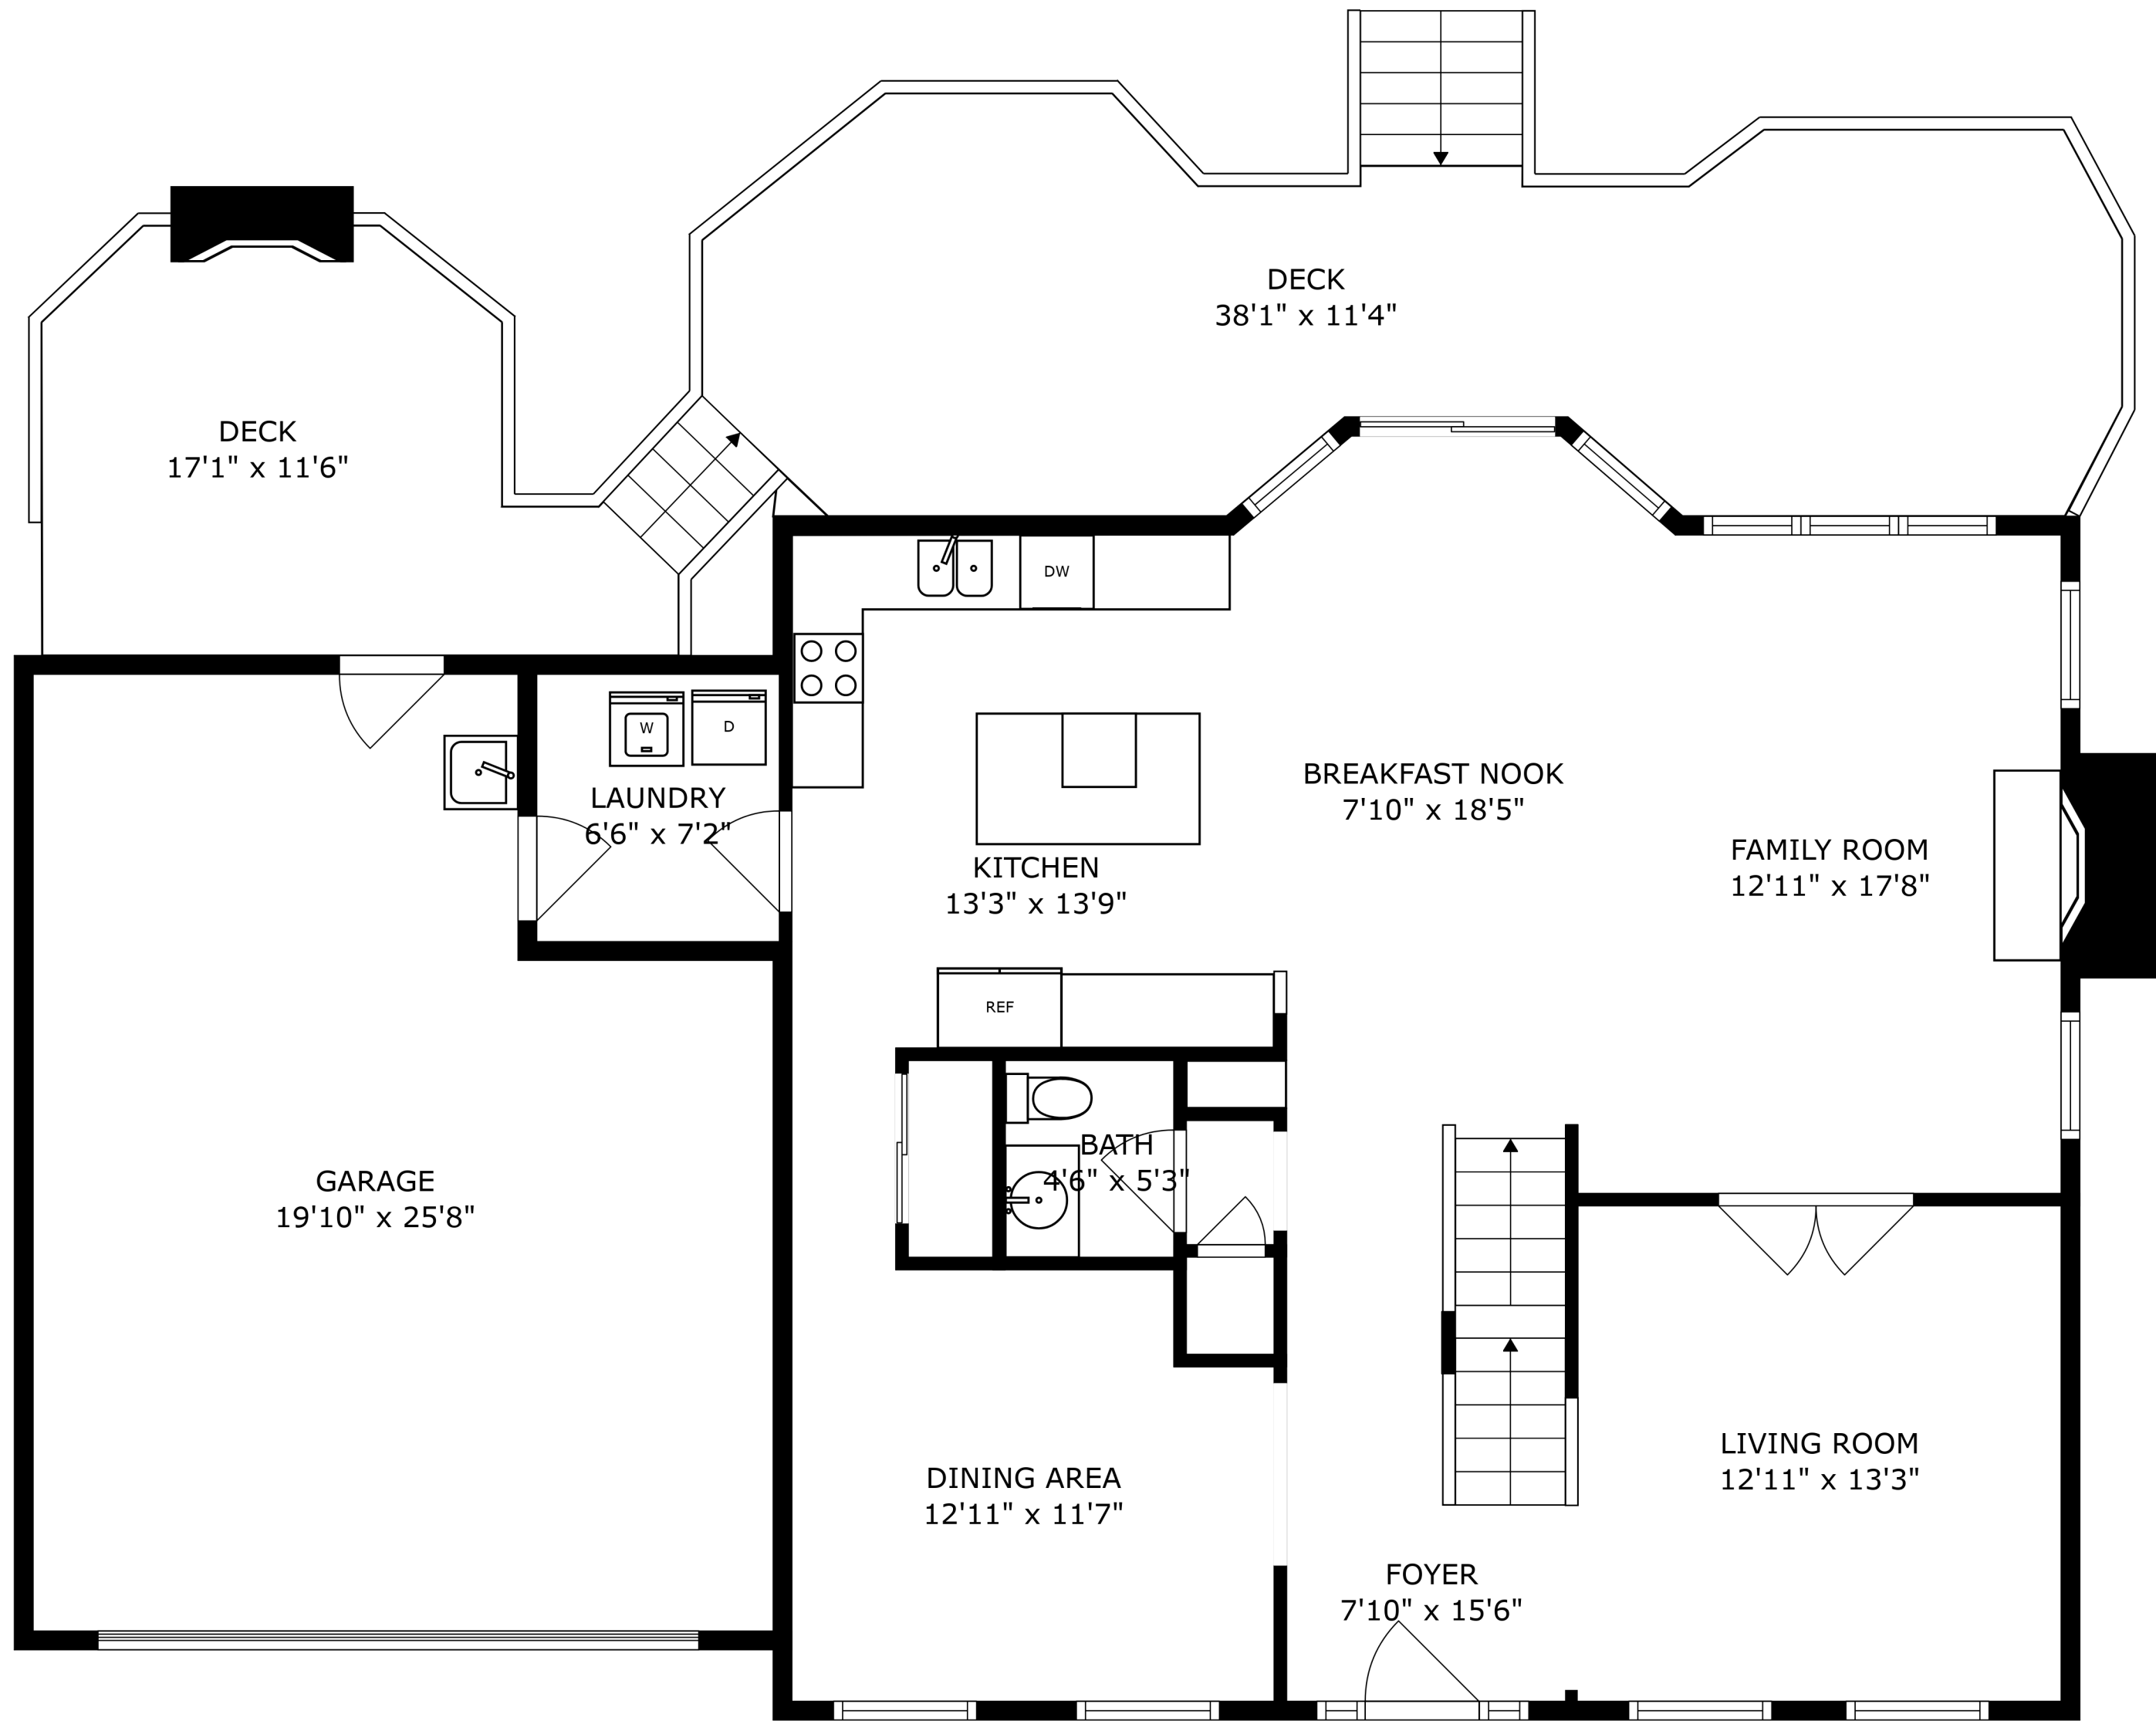 DECK
38'1" x 11'4"
DECK
17'1" x 11'6"
DW
W
D
LAUNDRY
6'6" x 7'2"
BREAKFAST NOOK
7'10" x 18'5"
KITCHEN
13'3" x 13'9"
FAMILY ROOM
12'11" x 17'8"
REF
BATH
4'6" x 5'3"
GARAGE
19'10" x 25'8"
LIVING ROOM
12'11" x 13'3"
DINING AREA
12'11" x 11'7"
FOYER
7'10" x 15'6"